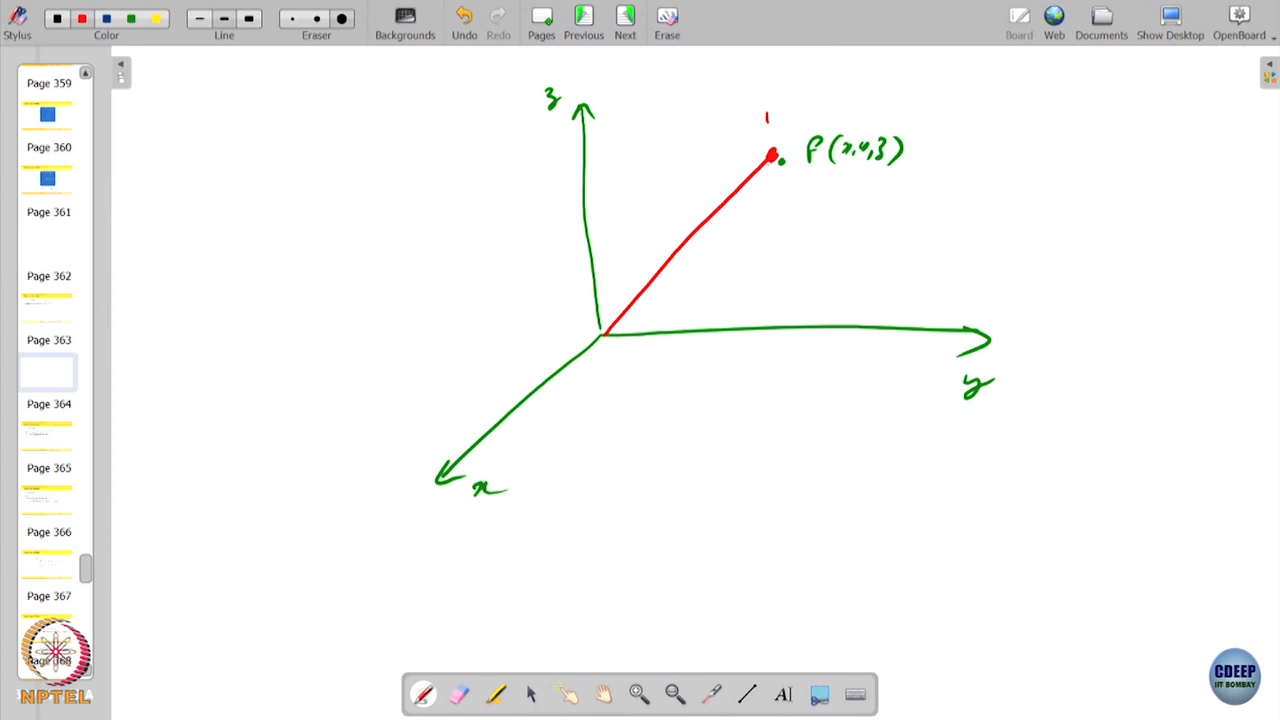 Stylus
Color
Line
Eraser
Backgrounds
Undo
Redo
Pages
Previous
Next
Erase
Board
Web
Documents
Show Desktop
OpenBoard
Page 359
Page 360
Page 361
Page 362
Page 363
Page 364
Page 365
Page 366
Page 367
Page 368
z
P(x,y,z)
y
x
NPTEL
CDEEP
IIT BOMBAY